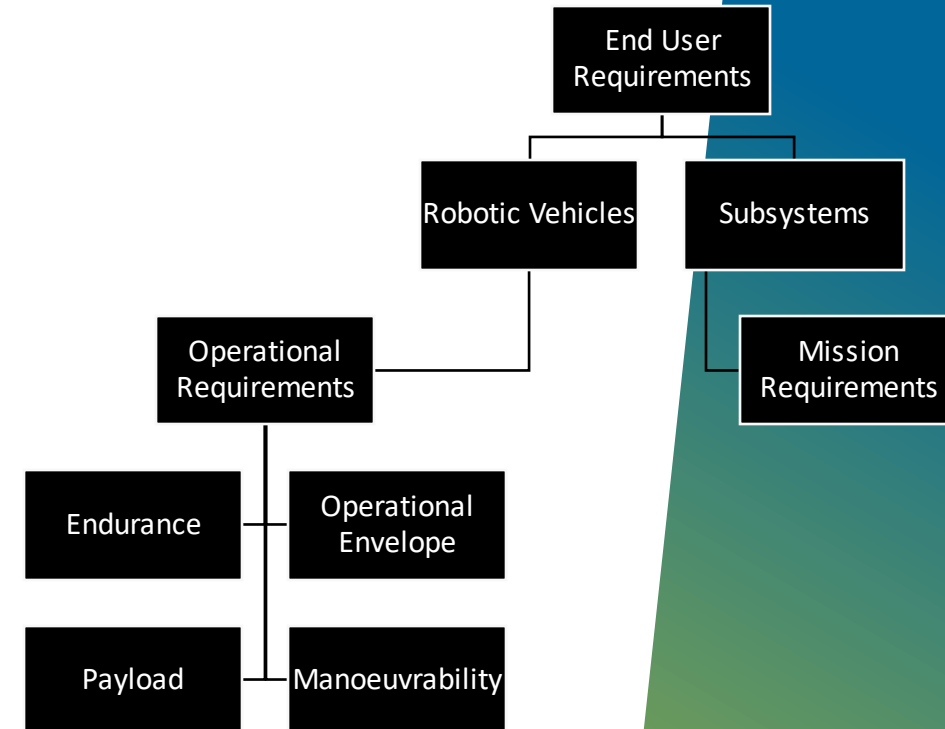 End User
Requirements
Robotic Vehicles
Subsystems
Operational
Requirements
Mission
Requirements
Endurance
Operational
Envelope
Payload
Manoeuvrability